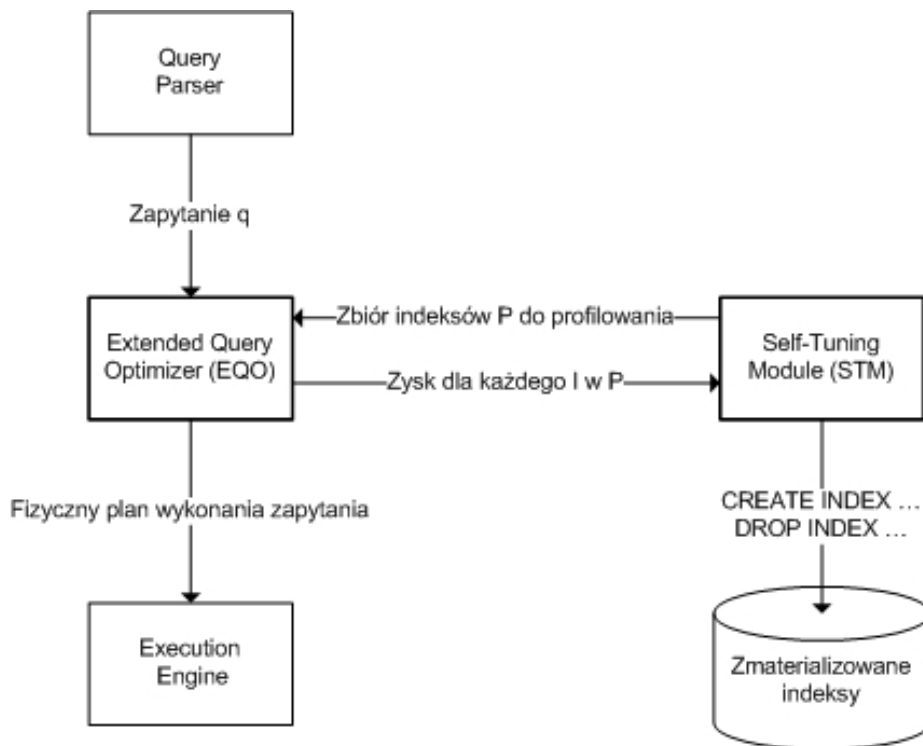 Query
Parser
Zapytanie q
Zbiór indeksów P do profilowania
Extended Query
Optimizer (EQO)
Self-Tuning
Module (STM)
Zysk dla każdego I w P
Fizyczny plan wykonania zapytania
CREATE INDEX …
DROP INDEX …
Execution
Engine
Zmaterializowane
indeksy